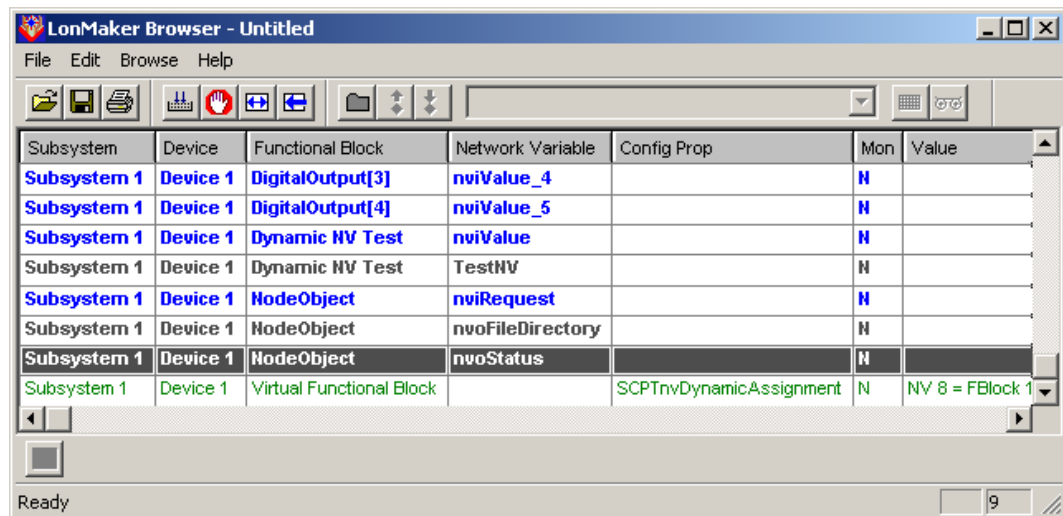 LonMaker Browser - Untitled
File Edit Browse Help
Subsystem Device Functional Block Network Variable Config Prop Mon Value
Subsystem 1 Device 1 DigitalOutput[3] nviValue_4 N
Subsystem 1 Device 1 DigitalOutput[4] nviValue_5 N
Subsystem 1 Device 1 Dynamic NV Test nviValue N
Subsystem 1 Device 1 Dynamic NV Test TestNV N
Subsystem 1 Device 1 NodeObject nviRequest N
Subsystem 1 Device 1 NodeObject nvoFileDirectory N
Subsystem 1 Device 1 NodeObject nvoStatus N
Subsystem 1 Device 1 Virtual Functional Block SCPTnvDynamicAssignment N NV 8 = FBlock 1
Ready 9